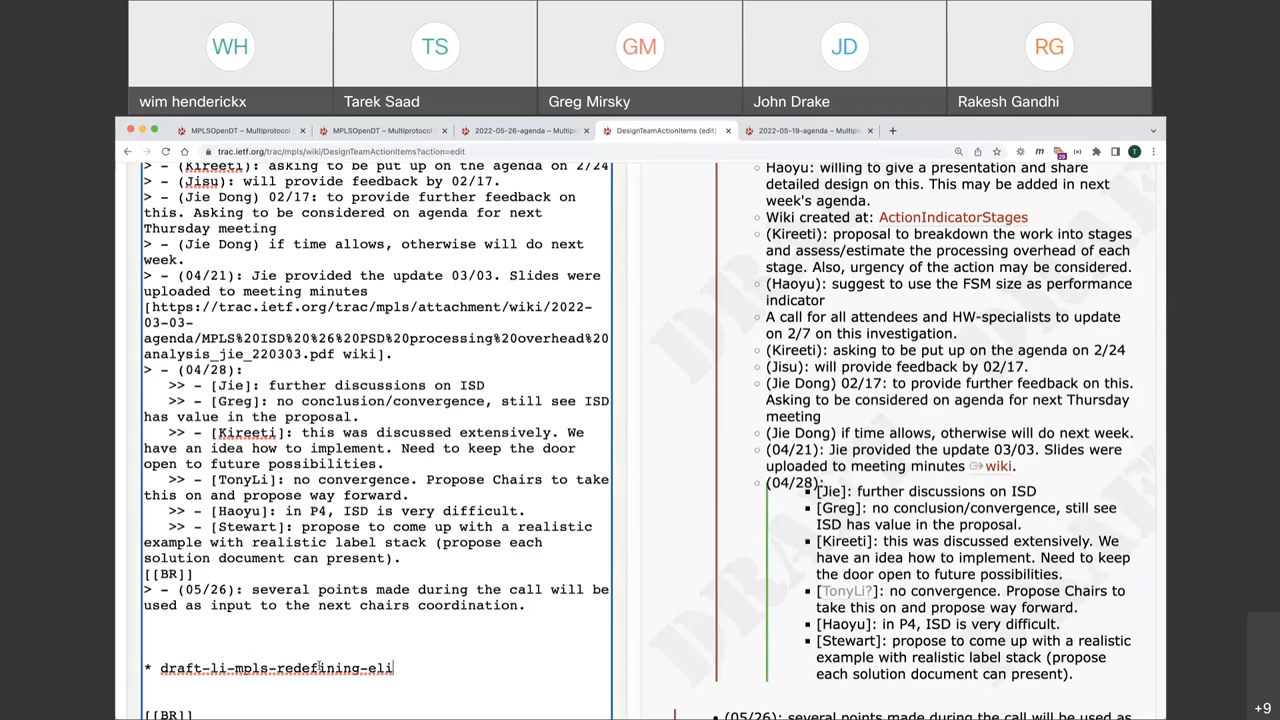 WH
TS
GM
JD
RG
wim henderickx
Tarek Saad
Greg Mirsky
John Drake
Rakesh Gandhi
MPLSOpenDT – Multiprotocol
MPLSOpenDT – Multiprotocol
2022-05-26-agenda – Multipro
DesignTeamActionItems (edit)
2022-05-19-agenda – Multipro
trac.ietf.org/trac/mpls/wiki/DesignTeamActionItems?action=edit
> - (Kireeti): asking to be put up on the agenda on 2/24
> - (Jisu): will provide feedback by 02/17.
> - (Jie Dong) 02/17: to provide further feedback on
this. Asking to be considered on agenda for next
Thursday meeting
> - (Jie Dong) if time allows, otherwise will do next
week.
> - (04/21): Jie provided the update 03/03. Slides were
uploaded to meeting minutes
[https://trac.ietf.org/trac/mpls/attachment/wiki/2022-
03-03-
agenda/MPLS%20ISD%20%26%20PSD%20processing%20overhead%20
analysis_jie_220303.pdf wiki].
> - (04/28):
>> - [Jie]: further discussions on ISD
>> - [Greg]: no conclusion/convergence, still see ISD
has value in the proposal.
>> - [Kireeti]: this was discussed extensively. We
have an idea how to implement. Need to keep the door
open to future possibilities.
>> - [TonyLi]: no convergence. Propose Chairs to take
this on and propose way forward.
>> - [Haoyu]: in P4, ISD is very difficult.
>> - [Stewart]: propose to come up with a realistic
example with realistic label stack (propose each
solution document can present).
[[BR]]
> - (05/26): several points made during the call will be
used as input to the next chairs coordination.
* draft-li-mpls-redefining-eli
[[BR]]
Haoyu: willing to give a presentation and share
detailed design on this. This may be added in next
week's agenda.
Wiki created at: ActionIndicatorStages
(Kireeti): proposal to breakdown the work into stages
and assess/estimate the processing overhead of each
stage. Also, urgency of the action may be considered.
(Haoyu): suggest to use the FSM size as performance
indicator
A call for all attendees and HW-specialists to update
on 2/7 on this investigation.
(Kireeti): asking to be put up on the agenda on 2/24
(Jisu): will provide feedback by 02/17.
(Jie Dong) 02/17: to provide further feedback on this.
Asking to be considered on agenda for next Thursday
meeting
(Jie Dong) if time allows, otherwise will do next week.
(04/21): Jie provided the update 03/03. Slides were
uploaded to meeting minutes wiki.
(04/28):
[Jie]: further discussions on ISD
[Greg]: no conclusion/convergence, still see
ISD has value in the proposal.
[Kireeti]: this was discussed extensively. We
have an idea how to implement. Need to keep
the door open to future possibilities.
[TonyLi?]: no convergence. Propose Chairs to
take this on and propose way forward.
[Haoyu]: in P4, ISD is very difficult.
[Stewart]: propose to come up with a realistic
example with realistic label stack (propose
each solution document can present).
(05/26): several points made during the call will be used as
DRAFT
DRAFT
DRAFT
DRAFT
+9